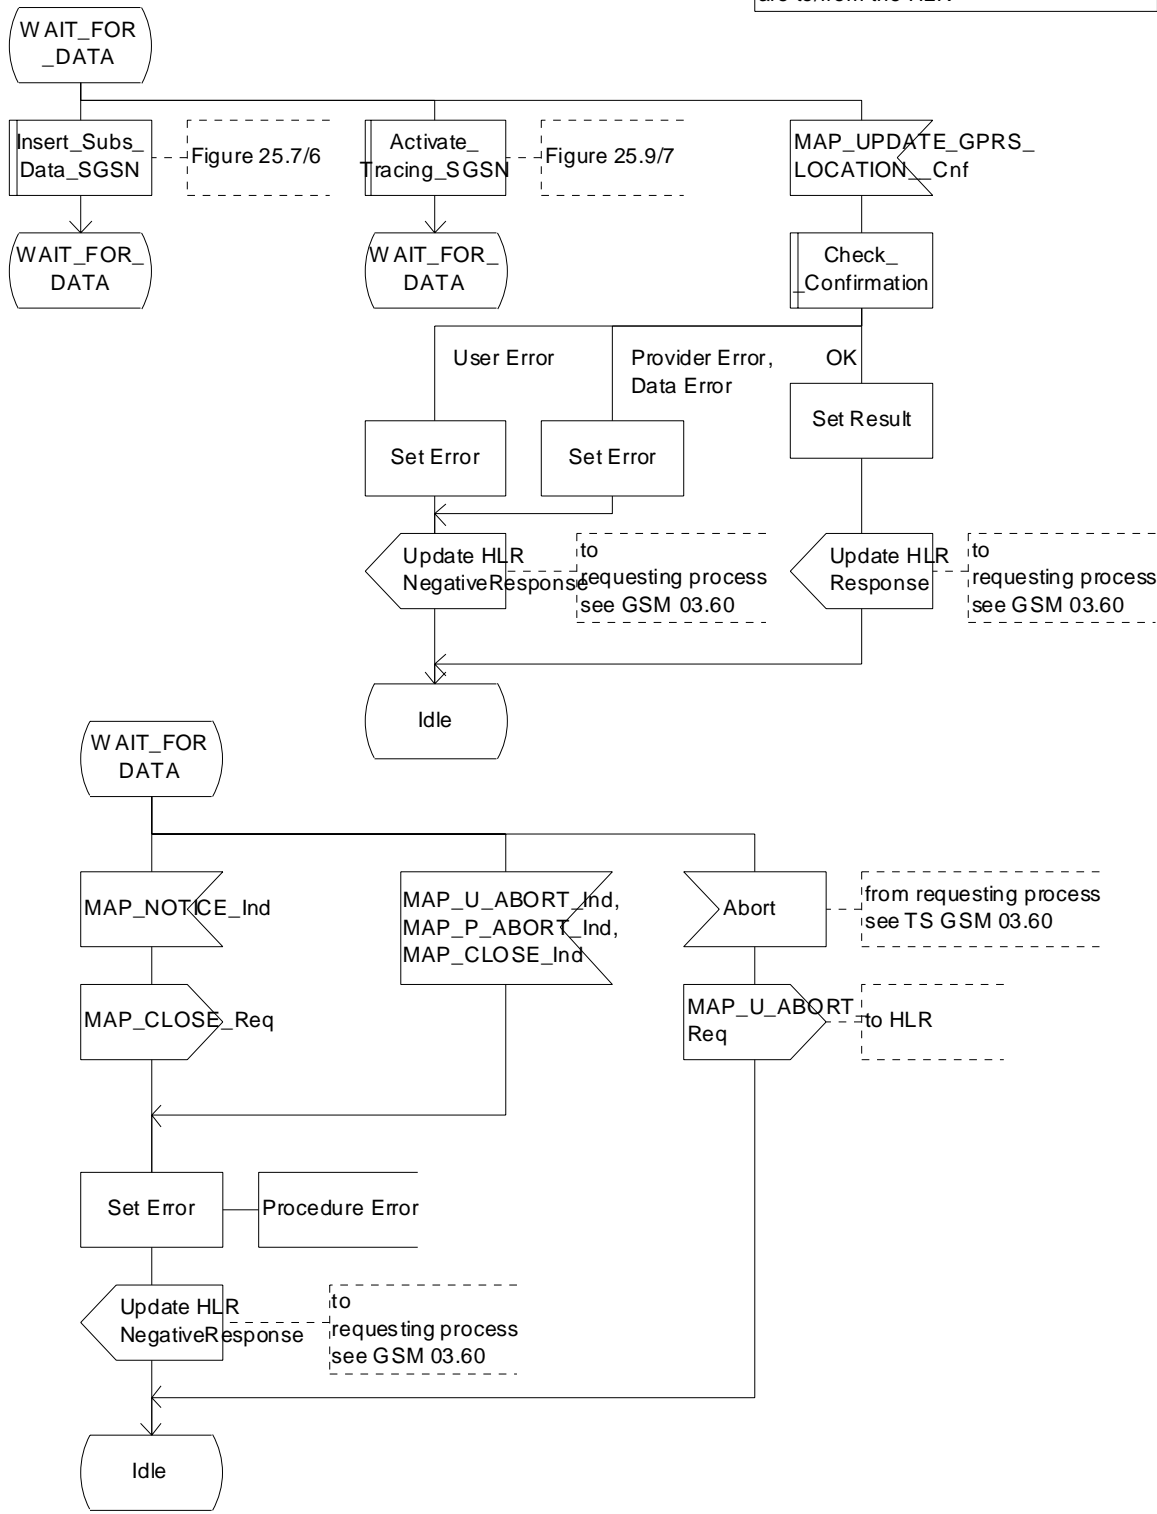 WAIT_FOR
_DATA
Insert_Subs_
Data_SGSN
Figure 25.7/6
Activate_
Tracing_SGSN
Figure 25.9/7
MAP_UPDATE_GPRS_
LOCATION__Cnf
WAIT_FOR_
DATA
WAIT_FOR_
DATA
Check_
_Confirmation
User Error
Provider Error,
Data Error
OK
Set Result
Set Error
Set Error
Update HLR
NegativeResponse
to
requesting process
see GSM 03.60
Update HLR
Response
to
requesting process
see GSM 03.60
Idle
WAIT_FOR
DATA
MAP_NOTICE_Ind
MAP_U_ABORT_Ind,
MAP_P_ABORT_Ind,
MAP_CLOSE_Ind
Abort
from requesting process
see TS GSM 03.60
MAP_CLOSE_Req
MAP_U_ABORT_
Req
to HLR
Set Error
Procedure Error
Update HLR
NegativeResponse
to
requesting process
see GSM 03.60
Idle